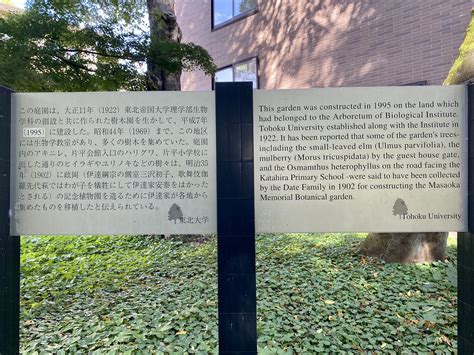 この庭園は、大正11年（1922）東北帝国大学理学部生物
学科の創設と共に作られた樹木園を生かして、平成7年
（1995）に建設した。昭和44年（1969）まで、この地区
には生物学教室があり、多くの樹木を集めていた。庭園
内のアキニレ、片平会館入口のハリグワ、片平小学校に
面した通りのヒイラギやユリノキなどの樹々は、明治35
年（1902）に政岡（伊達綱宗の側室三沢初子、歌舞伎伽
羅先代萩ではわが子を犠牲にして伊達家安泰をはかった
とされる）の記念植物園を造るために伊達家が各地から
集めたものを移植したと伝えられている。
東北大学
This garden was constructed in 1995 on the land which
had belonged to the Arboretum of Biological Institute,
Tohoku University established along with the Institute in
1922. It has been reported that some of the garden's trees-
including the small-leaved elm (Ulmus parvifolia), the
mulberry (Morus tricuspidata) by the guest house gate,
and the Osmanthus heterophyllus on the road facing the
Katahira Primary School -were said to have been collected
by the Date Family in 1902 for constructing the Masaoka
Memorial Botanical garden.
Tohoku University